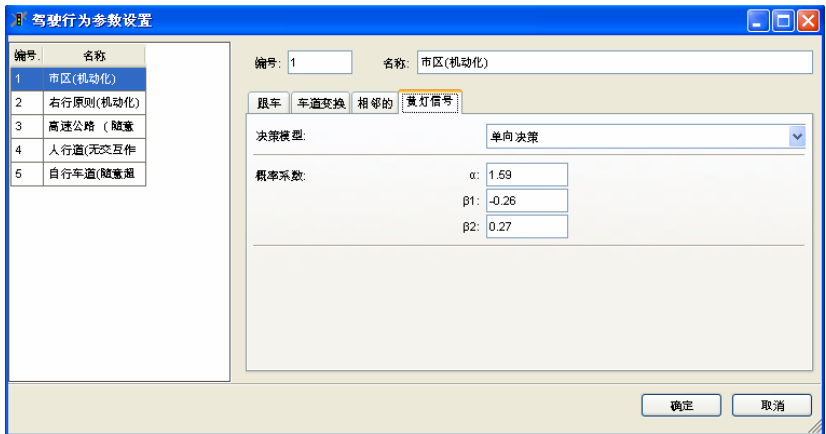 驾驶行为参数设置
编号. 名称
1 市区(机动化)
2 右行原则(机动化)
3 高速公路 (随意
4 人行道(无交互作
5 自行车道(随意超
编号: 1 名称: 市区(机动化)
跟车 车道变换 相邻的 黄灯信号
决策模型: 单向决策
概率系数: α: 1.59
β1: -0.26
β2: 0.27
确定 取消